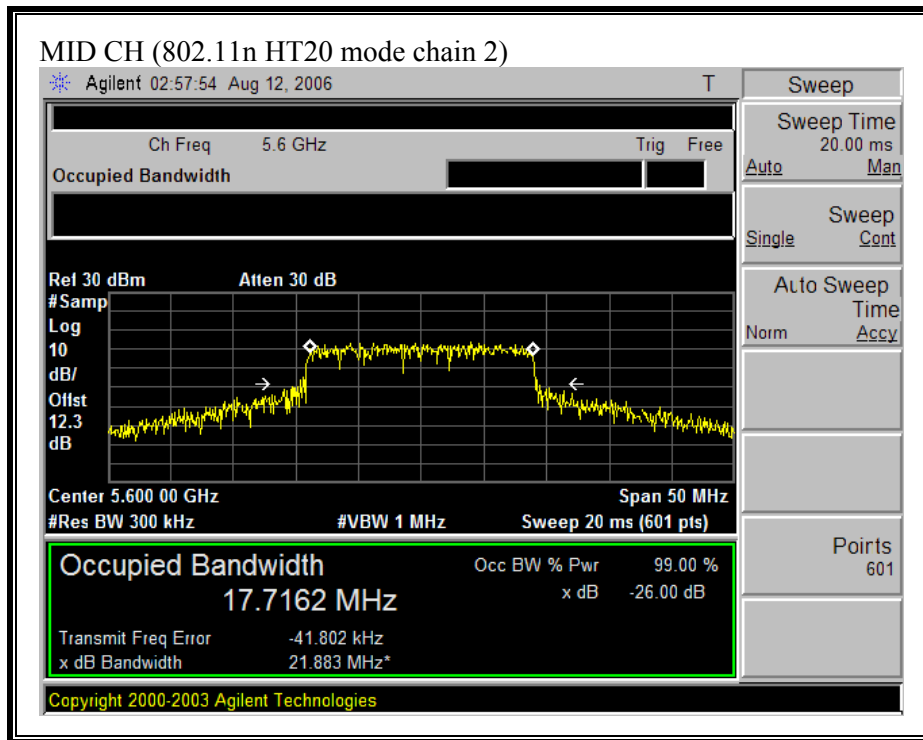 MID CH (802.11n HT20 mode chain 2)
Agilent 02:57:54 Aug 12, 2006 T
Sweep
Ch Freq 5.6 GHz Trig Free
Occupied Bandwidth
Sweep Time
20.00 ms
Auto Man
Sweep
Single Cont
Auto Sweep
Time
Norm Accy
Points
601
Ref 30 dBm Atten 30 dB
#Samp
Log
10
dB/
Offst
12.3
dB
Center 5.600 00 GHz Span 50 MHz
#Res BW 300 kHz #VBW 1 MHz Sweep 20 ms (601 pts)
Occupied Bandwidth Occ BW % Pwr 99.00 %
17.7162 MHz x dB -26.00 dB
Transmit Freq Error -41.802 kHz
x dB Bandwidth 21.883 MHz*
Copyright 2000-2003 Agilent Technologies